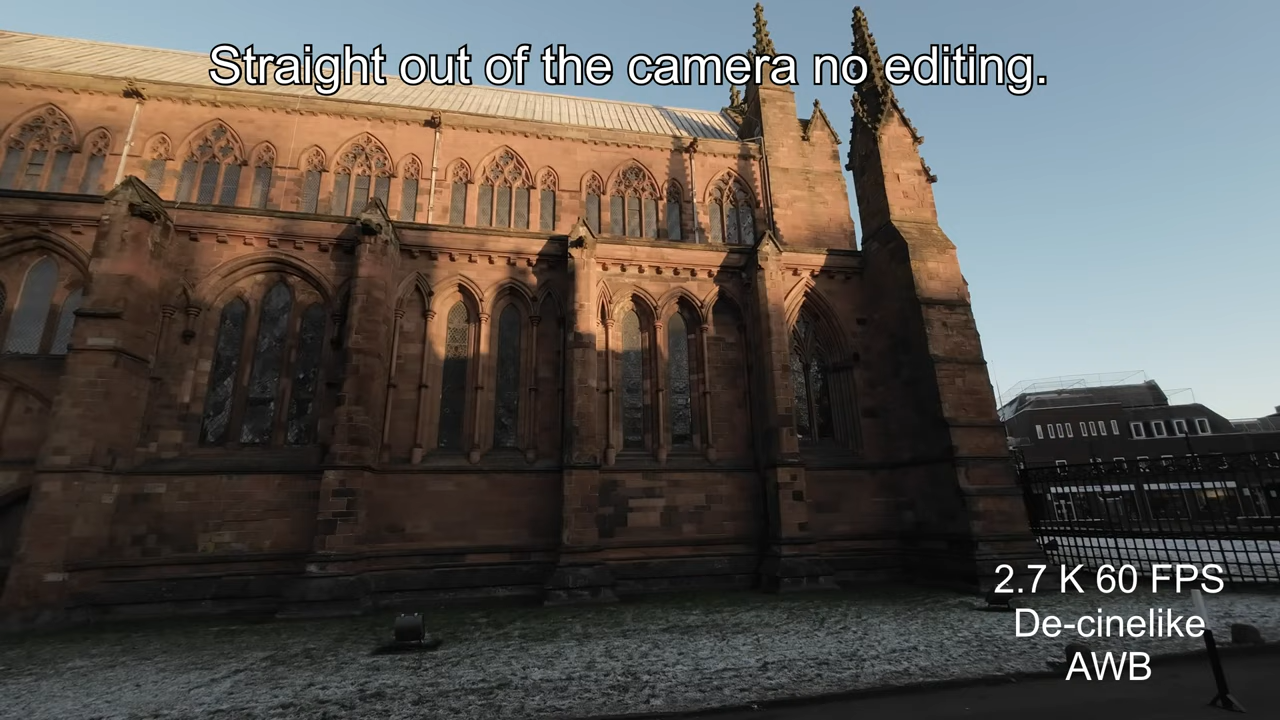 Straight out of the camera no editing.
2.7 K 60 FPS
De-cinelike
AWB